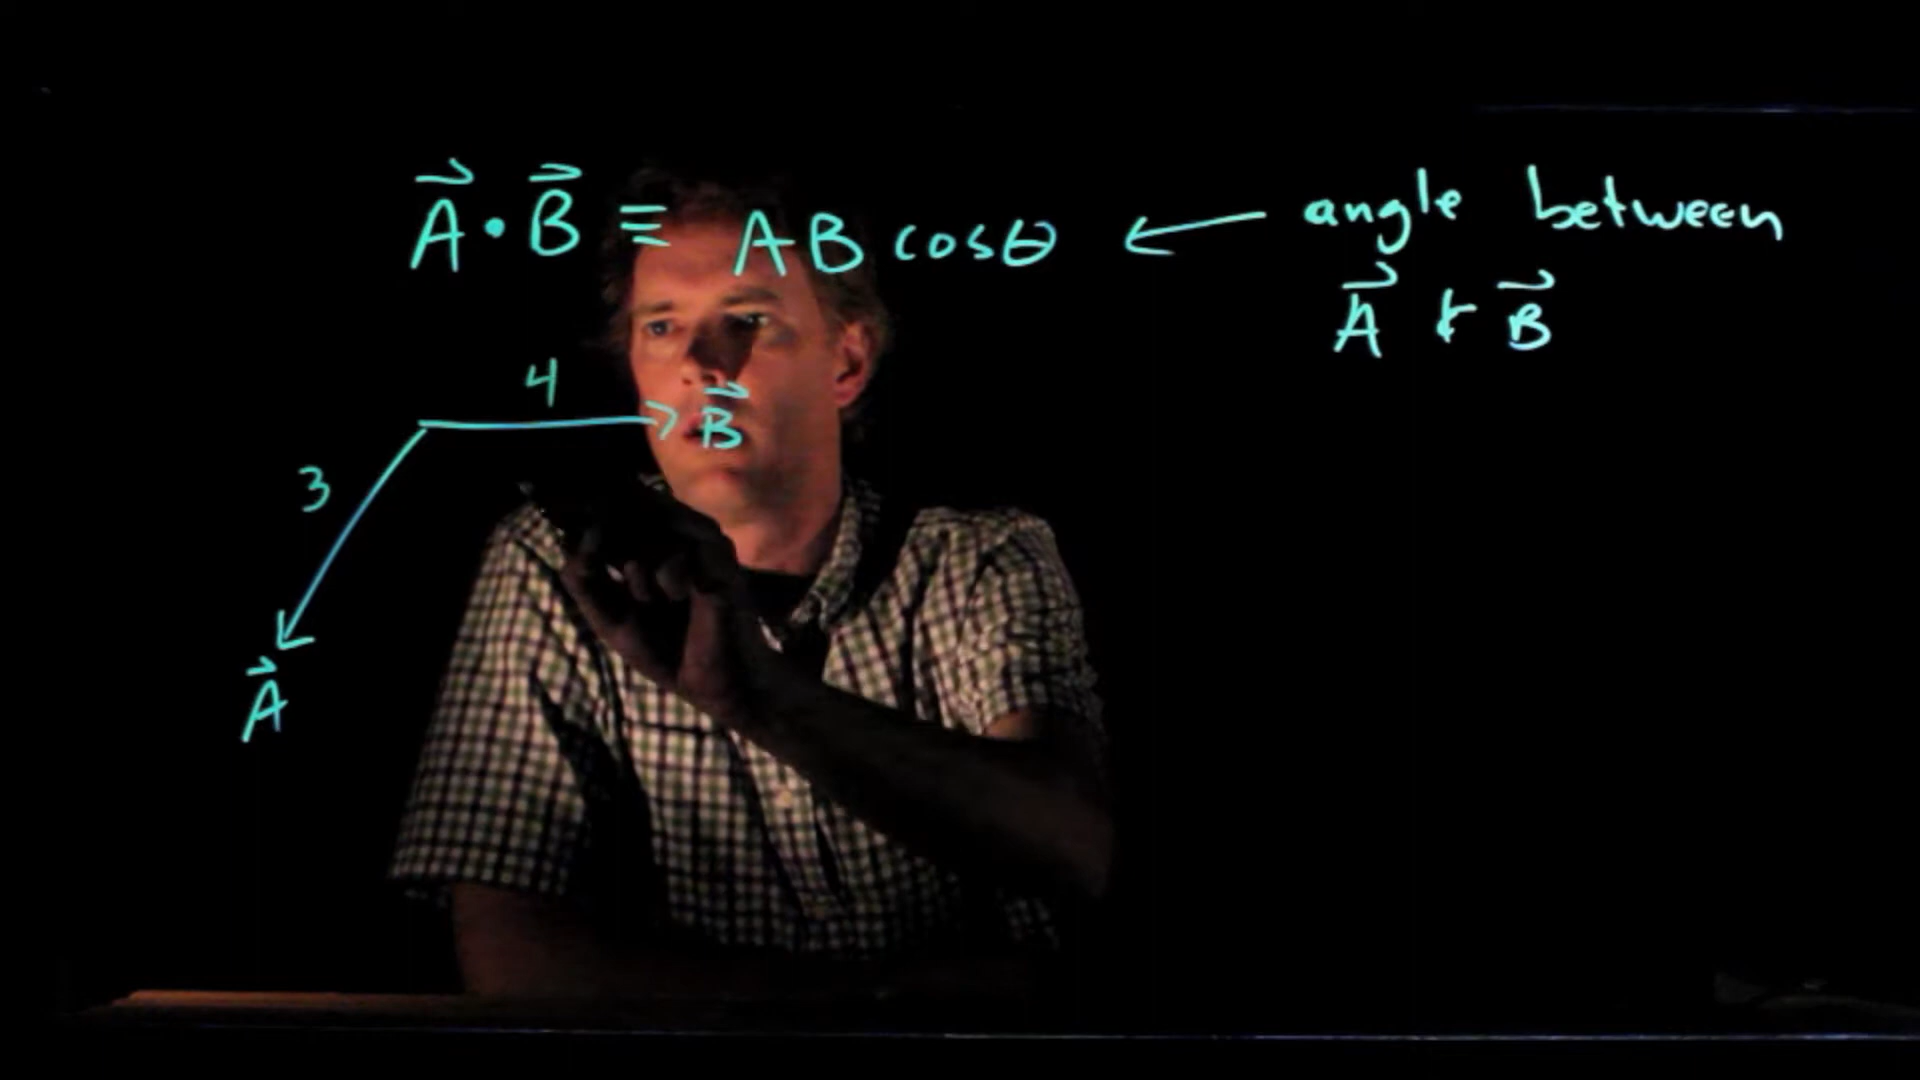 A⃗ · B⃗ ≡ AB cosθ ← angle between
A⃗ & B⃗
4
B⃗
3
A⃗